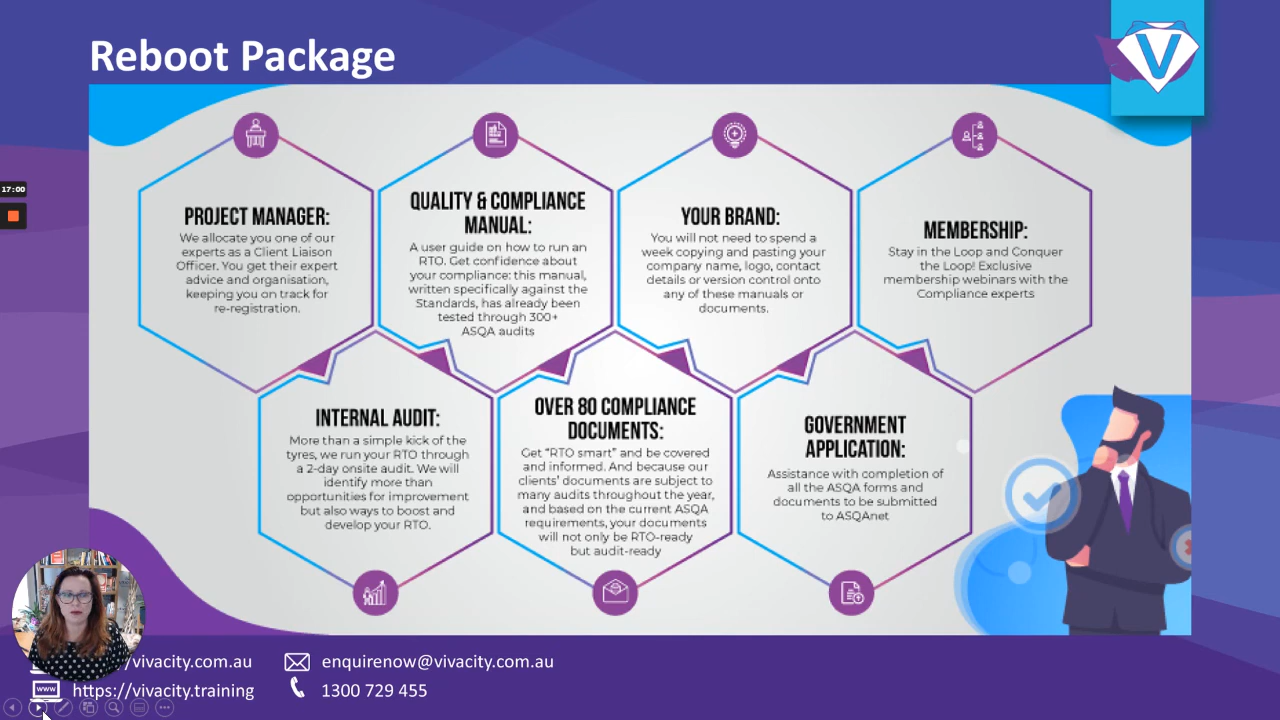 Reboot Package
V
17:00
PROJECT MANAGER:
We allocate you one of our
experts as a Client Liaison
Officer. You get their expert
advice and organisation,
keeping you on track for
re-registration.
QUALITY & COMPLIANCE
MANUAL:
A user guide on how to run an
RTO. Get confidence about
your compliance: this manual,
written specifically against the
Standards, has already been
tested through 300+
ASQA audits
YOUR BRAND:
You will not need to spend a
week copying and pasting your
company name, logo, contact
details or version control onto
any of these manuals or
documents.
MEMBERSHIP:
Stay in the Loop and Conquer
the Loop! Exclusive
membership webinars with the
Compliance experts
INTERNAL AUDIT:
More than a simple kick of the
tyres, we run your RTO through
a 2-day onsite audit. We will
identify more than
opportunities for improvement
but also ways to boost and
develop your RTO.
OVER 80 COMPLIANCE
DOCUMENTS:
Get “RTO smart” and be covered
and informed. And because our
clients’ documents are subject to
many audits throughout the year,
and based on the current ASQA
requirements, your documents
will not only be RTO-ready
but audit-ready
GOVERNMENT
APPLICATION:
Assistance with completion of
all the ASQA forms and
documents to be submitted
to ASQAnet
/vivacity.com.au
enquirenow@vivacity.com.au
www
https://vivacity.training
1300 729 455